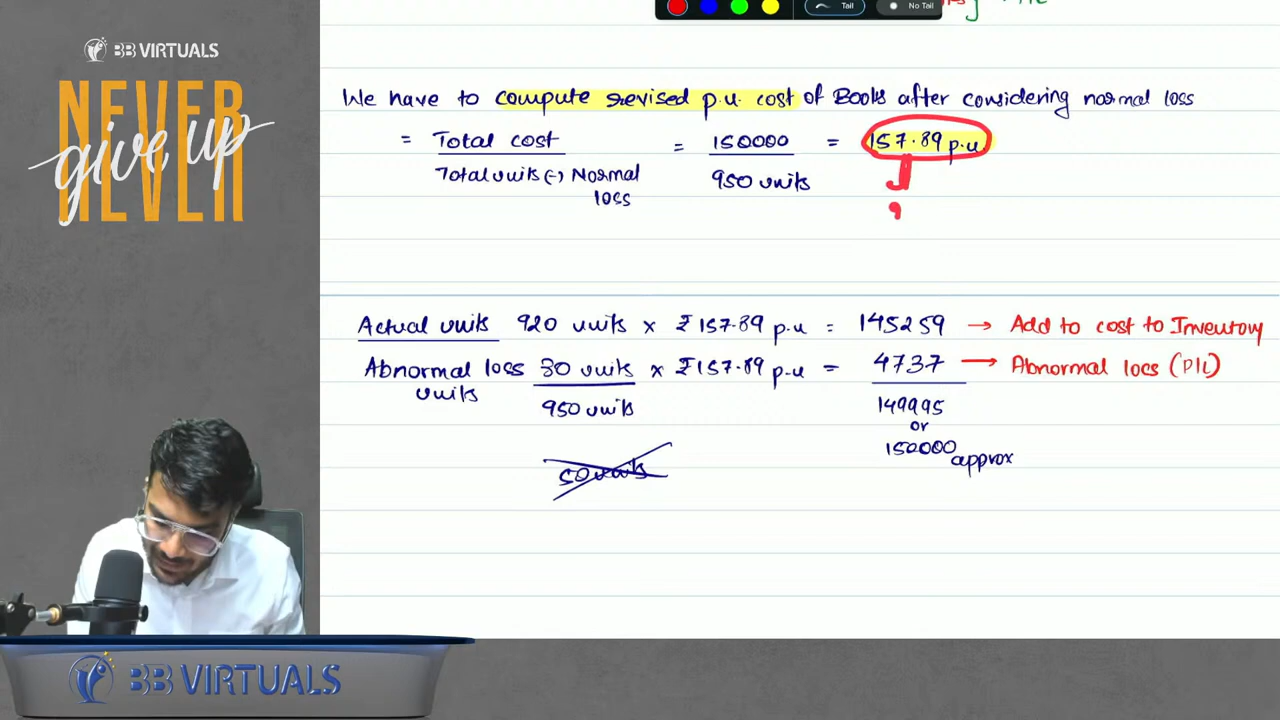 Tail
No Tail
BB VIRTUALS
NEVER
give up
NEVER
We have to compute revised p.u. cost of Books after considering normal loss
= Total cost / Total units (-) Normal loss = 150000 / 950 units = 157.89 p.u.
?
Actual units 920 units × ₹157.89 p.u = 145259 → Add to cost to Inventory
Abnormal loss units 30 units × ₹157.89 p.u = 4737 → Abnormal loss (P/L)
950 units
149995
or
150000 approx
50 units
BB VIRTUALS